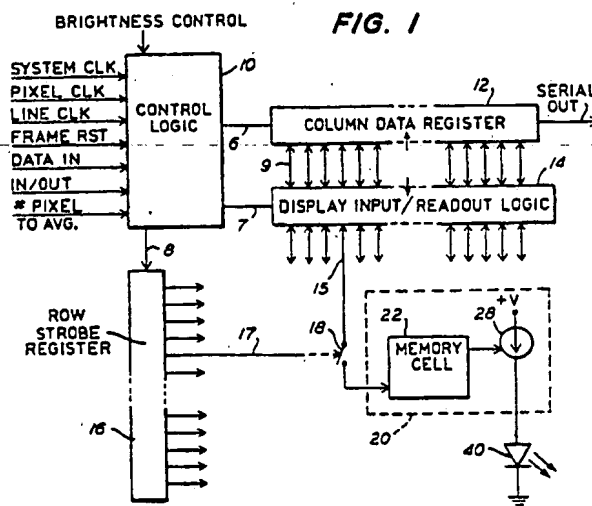 BRIGHTNESS CONTROL
FIG. 1
10
SYSTEM CLK
PIXEL CLK
LINE CLK
FRAME RST
DATA IN
IN/OUT
# PIXEL
TO AVG.
CONTROL
LOGIC
6
12
COLUMN DATA REGISTER
SERIAL
OUT
9
14
7
DISPLAY INPUT/READOUT LOGIC
8
15
ROW
STROBE
REGISTER
16
17
18
+V
22
28
MEMORY
CELL
20
40